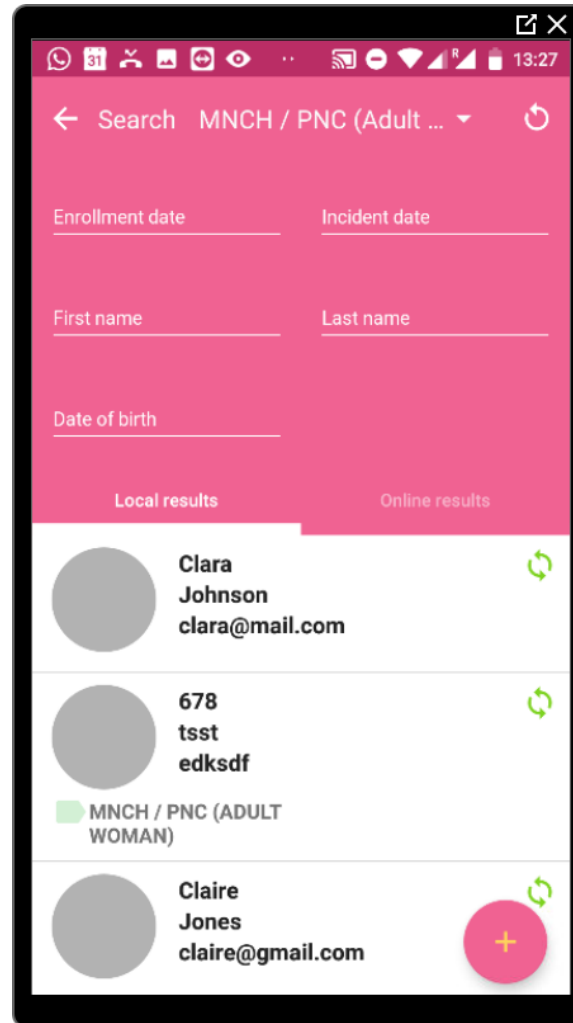 31
R
13:27
Search MNCH / PNC (Adult ...
Enrollment date Incident date
First name Last name
Date of birth
Local results Online results
Clara
Johnson
clara@mail.com
678
tsst
edksdf
MNCH / PNC (ADULT
WOMAN)
Claire
Jones
claire@gmail.com
+